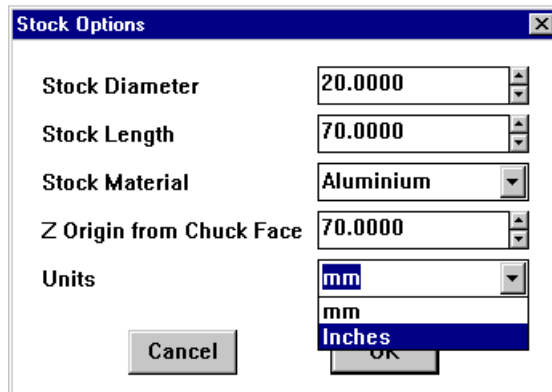 Stock Options
Stock Diameter 20.0000
Stock Length 70.0000
Stock Material Aluminium
Z Origin from Chuck Face 70.0000
Units mm
mm
Inches
Cancel OK